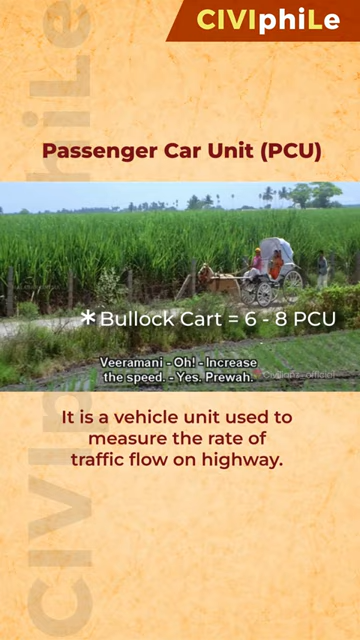 CIVIphiLe
Passenger Car Unit (PCU)
*Bullock Cart = 6 - 8 PCU
Veeramani - Oh! - Increase
the speed. - Yes. Prewah.
It is a vehicle unit used to
measure the rate of
traffic flow on highway.
CIVIphiLe